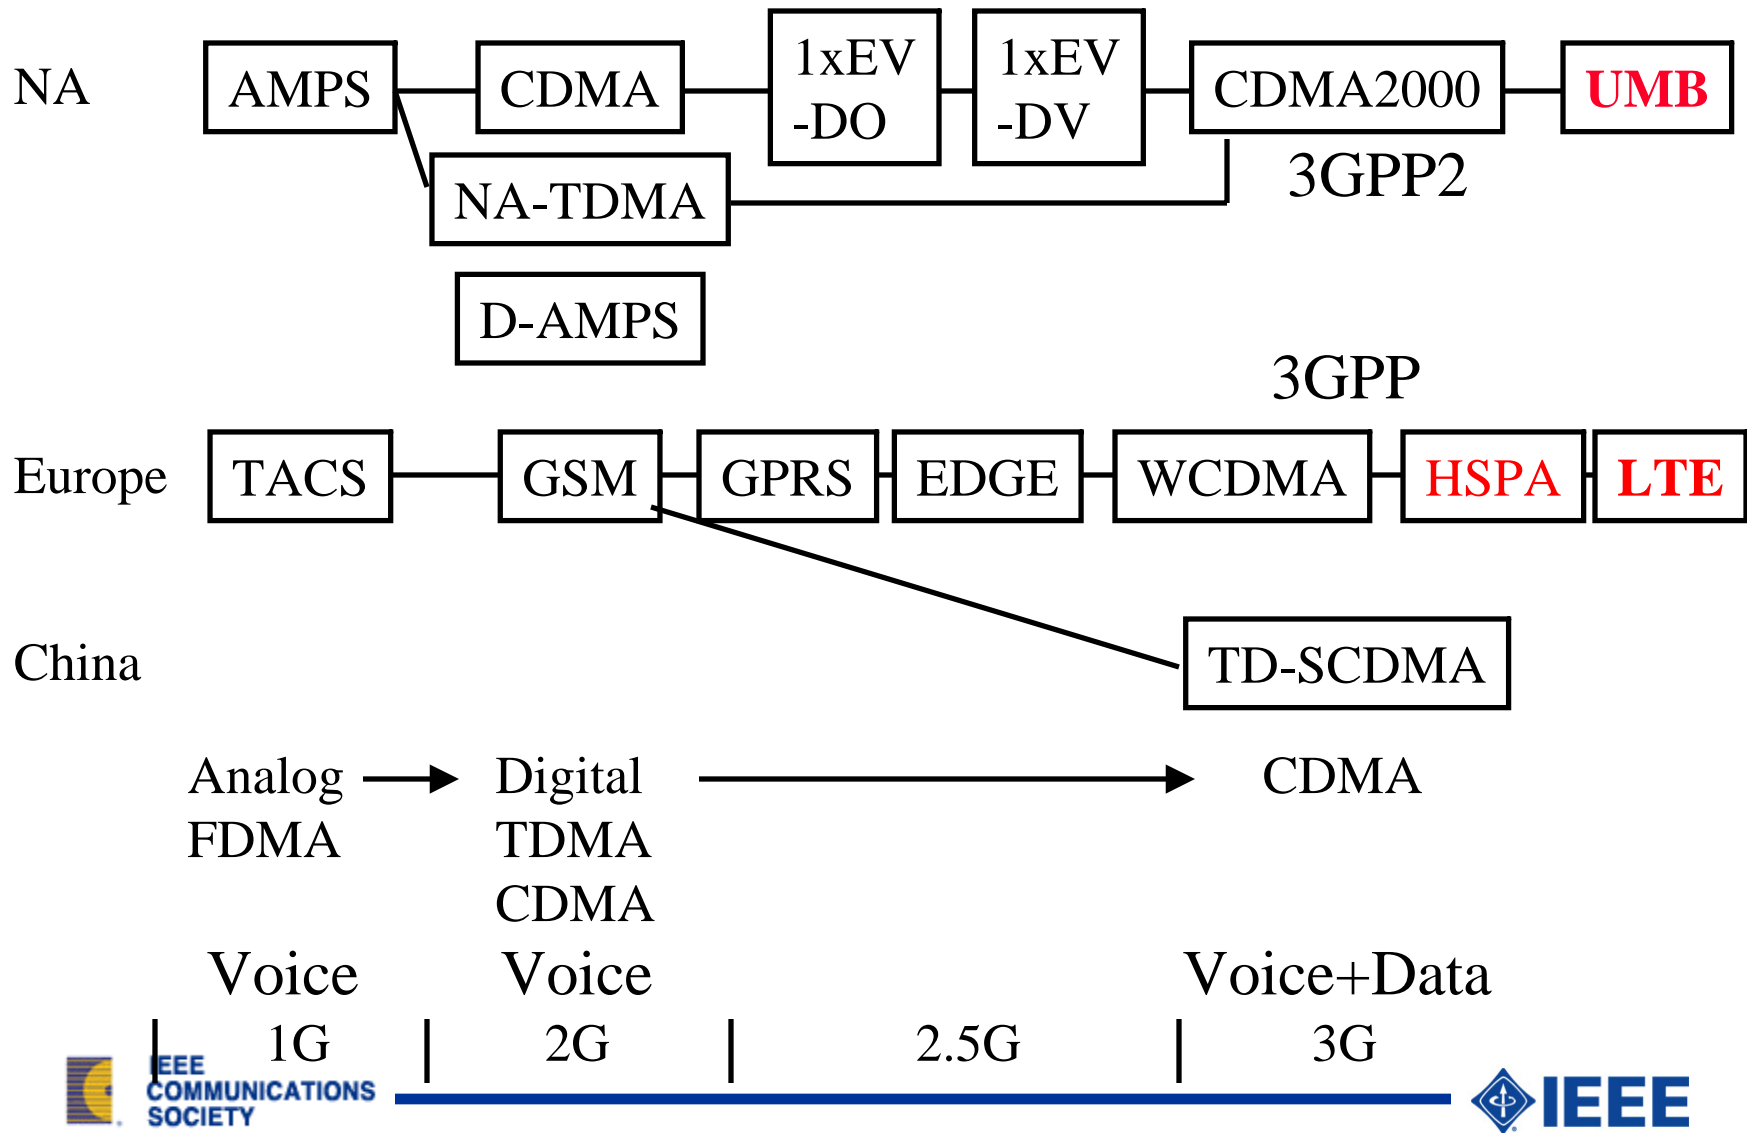 NA
AMPS
CDMA
1xEV
-DO
1xEV
-DV
CDMA2000
UMB
NA-TDMA
3GPP2
D-AMPS
3GPP
Europe
TACS
GSM
GPRS
EDGE
WCDMA
HSPA
LTE
China
TD-SCDMA
Analog
FDMA
Digital
TDMA
CDMA
CDMA
Voice
Voice
Voice+Data
1G
2G
2.5G
3G
IEEE
COMMUNICATIONS
SOCIETY
IEEE